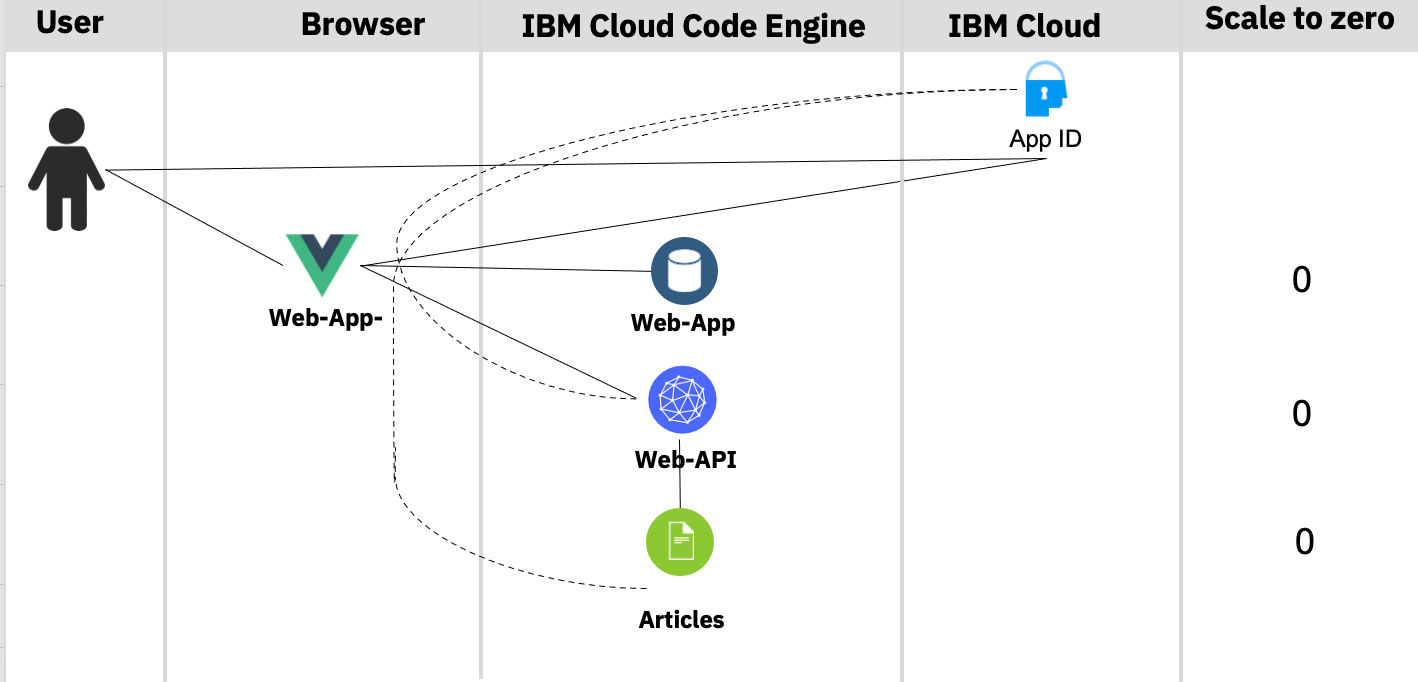 User
Browser
IBM Cloud Code Engine
IBM Cloud
Scale to zero
App ID
Web-App-
Web-App
0
Web-API
0
Articles
0